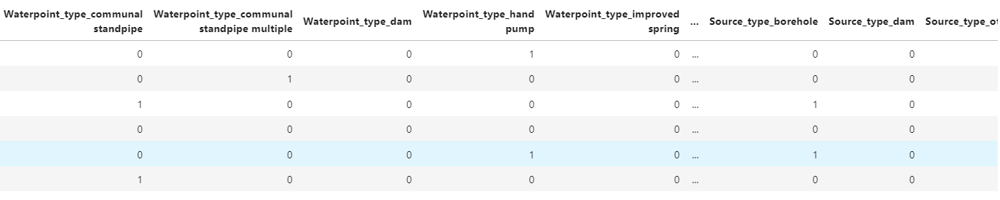 Waterpoint_type_communal standpipe Waterpoint_type_communal standpipe multiple Waterpoint_type_dam Waterpoint_type_hand pump Waterpoint_type_improved spring ... Source_type_borehole Source_type_dam Source_type_ot
0 0 0 1 0 ... 0 0
0 1 0 0 0 ... 0 0
1 0 0 0 0 ... 1 0
0 0 0 0 0 ... 0 0
0 0 0 1 0 ... 1 0
1 0 0 0 0 ... 0 0